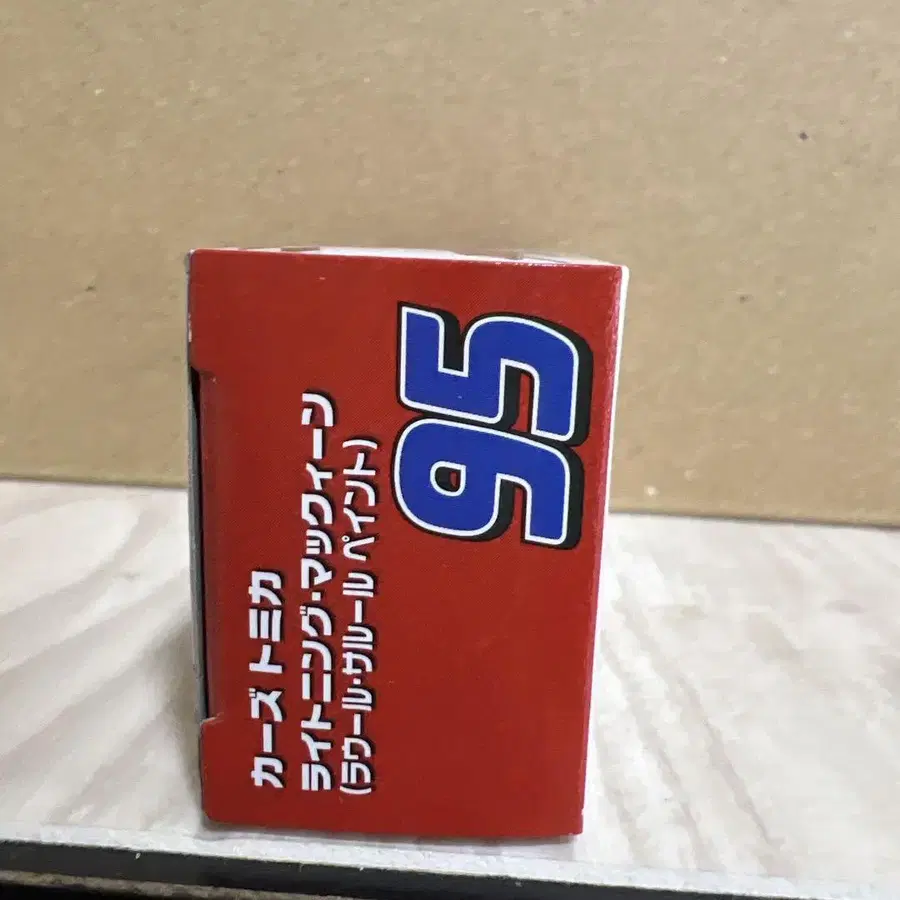 カーズ トミカ
ライトニング・マックィーン
(ラウール・サルール ペイント)
95